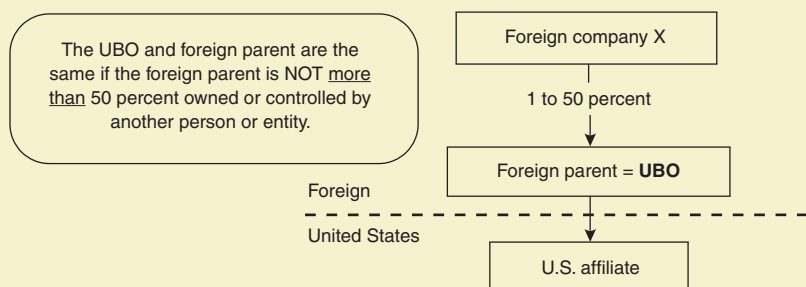 The UBO and foreign parent are the
same if the foreign parent is NOT more
than 50 percent owned or controlled by
another person or entity.
Foreign company X
1 to 50 percent
Foreign parent = UBO
Foreign
United States
U.S. affiliate